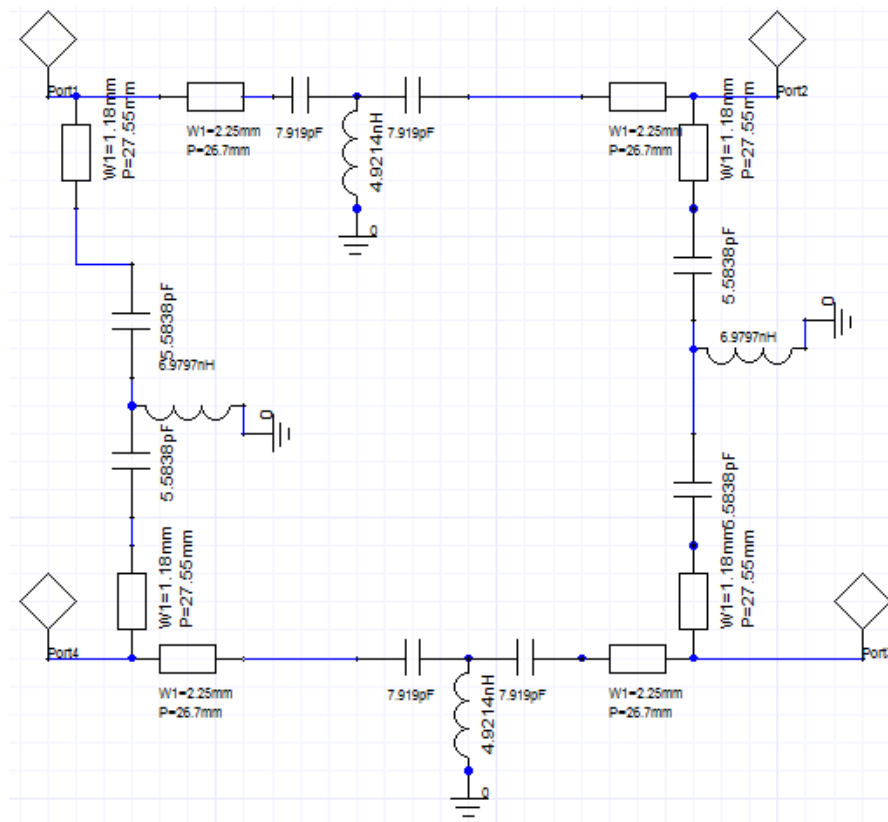 Port1
Port2
W1=1.18mm
P=27.55mm
W1=2.25mm
P=26.7mm
7.919pF
4.9214nH
7.919pF
W1=2.25mm
P=26.7mm
W1=1.18mm
P=27.55mm
0
5.5838pF
6.9797nH
0
5.5838pF
5.5838pF
6.9797nH
0
5.5838pF
W1=1.18mm
P=27.55mm
W1=1.18mm
P=27.55mm
Port4
Port3
W1=2.25mm
P=26.7mm
7.919pF
4.9214nH
7.919pF
W1=2.25mm
P=26.7mm
0